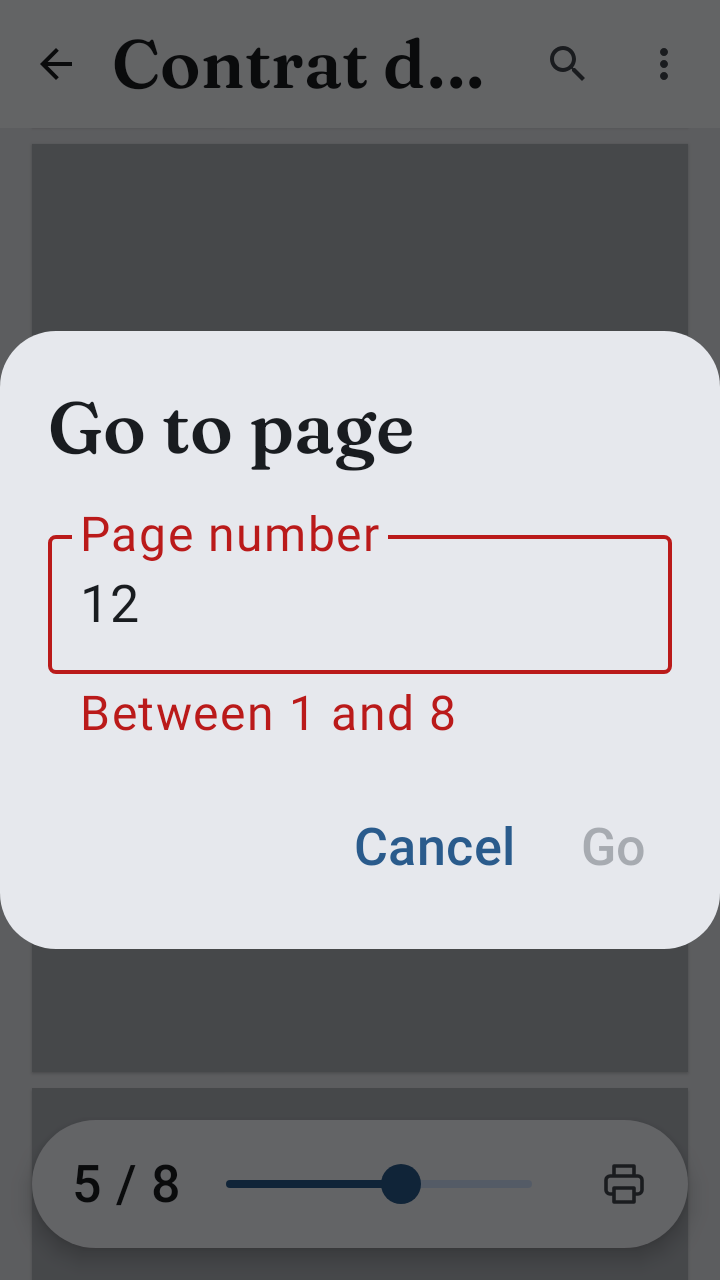 Contrat d...
Go to page
Page number
12
Between 1 and 8
Cancel Go
5 / 8